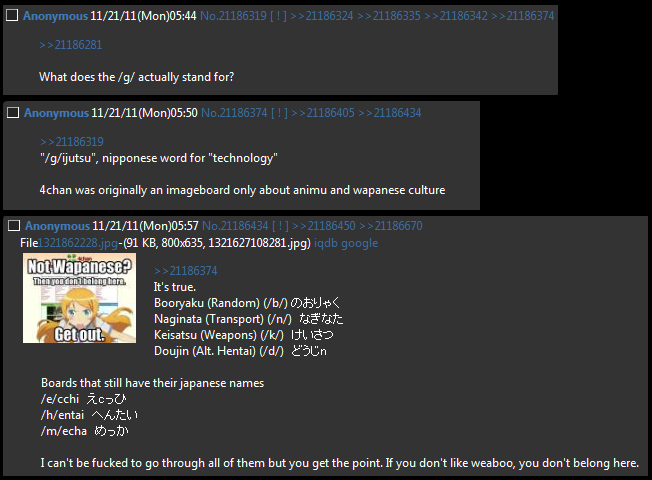 Anonymous 11/21/11(Mon)05:44 No.21186319 [ ! ] >>21186324 >>21186335 >>21186342 >>21186374
>>21186281
What does the /g/ actually stand for?
Anonymous 11/21/11(Mon)05:50 No.21186374 [ ! ] >>21186405 >>21186434
>>21186319
"/g/ijutsu", nipponese word for "technology"
4chan was originally an imageboard only about animu and wapanese culture
Anonymous 11/21/11(Mon)05:57 No.21186434 [ ! ] >>21186450 >>21186670
File1321862228.jpg-(91 KB, 800x635, 1321627108281.jpg) iqdb google
Not Wapanese?
Then you don't belong here.
Get out.
>>21186374
It's true.
Booryaku (Random) (/b/) のおりゃく
Naginata (Transport) (/n/) なぎなた
Keisatsu (Weapons) (/k/) けいさつ
Doujin (Alt. Hentai) (/d/) どうじn
Boards that still have their japanese names
/e/cchi えcっひ
/h/entai へんたい
/m/echa めっか
I can't be fucked to go through all of them but you get the point. If you don't like weaboo, you don't belong here.